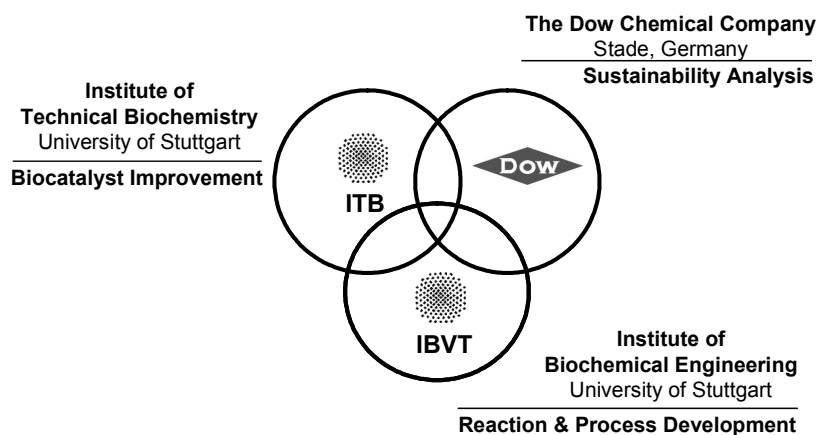 The Dow Chemical Company
Stade, Germany
Sustainability Analysis
Institute of
Technical Biochemistry
University of Stuttgart
Biocatalyst Improvement
Dow
ITB
IBVT
Institute of
Biochemical Engineering
University of Stuttgart
Reaction & Process Development